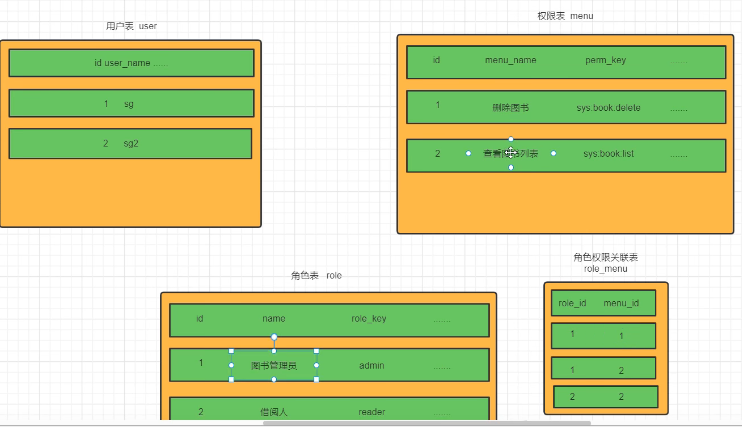 用户表 user
id user_name ......
1 sg
2 sg2
权限表 menu
id menu_name perm_key .......
1 删除图书 sys.book.delete .......
2 查看图书列表 sys:book:list .......
角色表 role
id name role_key .......
1 图书管理员 admin .......
2 借阅人 reader .......
角色权限关联表
role_menu
role_id menu_id
1 1
1 2
2 2